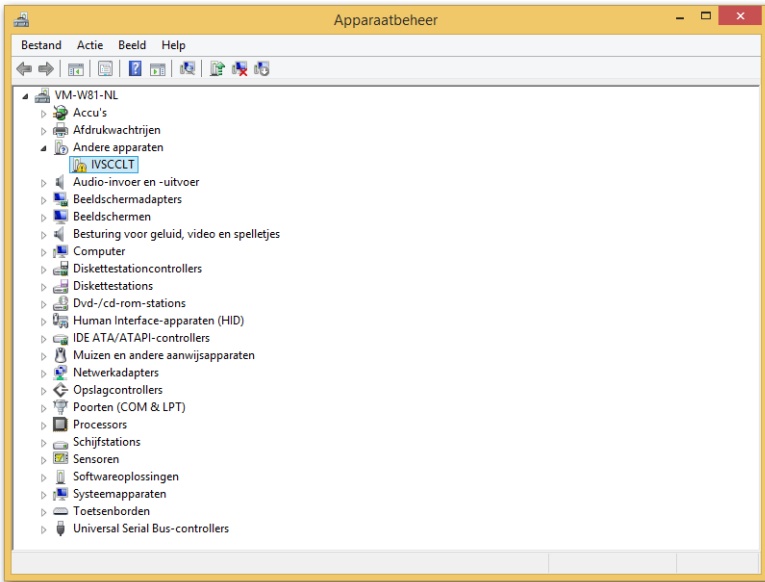 Apparaatbeheer
Bestand Actie Beeld Help
VM-W81-NL
Accu's
Afdrukwachtrijen
Andere apparaten
IVSCCLT
Audio-invoer en -uitvoer
Beeldschermadapters
Beeldschermen
Besturing voor geluid, video en spelletjes
Computer
Diskettestationcontrollers
Diskettestations
Dvd-/cd-rom-stations
Human Interface-apparaten (HID)
IDE ATA/ATAPI-controllers
Muizen en andere aanwijsapparaten
Netwerkadapters
Opslagcontrollers
Poorten (COM & LPT)
Processors
Schijfstations
Sensoren
Softwareoplossingen
Systeemapparaten
Toetsenborden
Universal Serial Bus-controllers